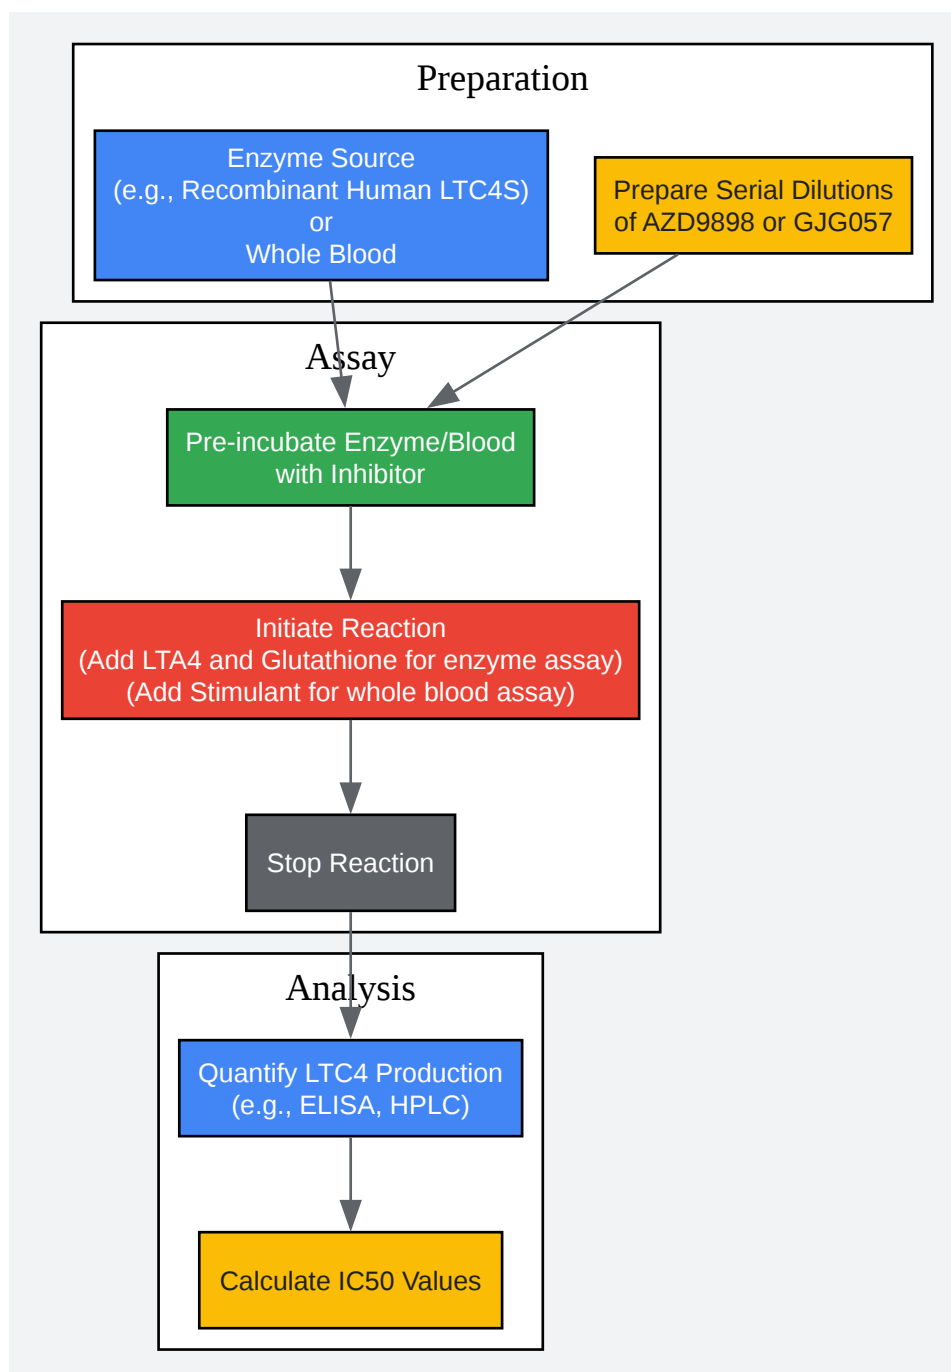 Preparation
Enzyme Source
(e.g., Recombinant Human LTC4S)
or
Whole Blood
Prepare Serial Dilutions
of AZD9898 or GJG057
Assay
Pre-incubate Enzyme/Blood
with Inhibitor
Initiate Reaction
(Add LTA4 and Glutathione for enzyme assay)
(Add Stimulant for whole blood assay)
Stop Reaction
Analysis
Quantify LTC4 Production
(e.g., ELISA, HPLC)
Calculate IC50 Values